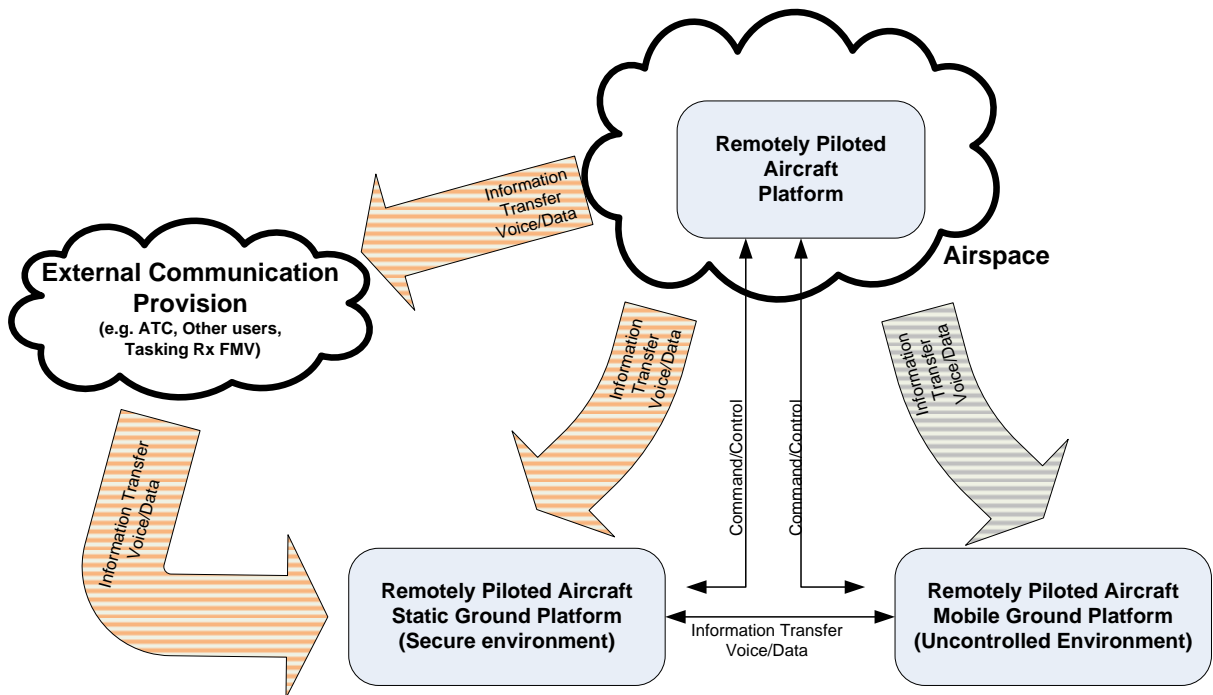 Remotely Piloted
Aircraft
Platform
Airspace
Information
Transfer
Voice/Data
External Communication
Provision
(e.g. ATC, Other users,
Tasking Rx FMV)
Information
Transfer
Voice/Data
Command/Control
Command/Control
Information
Transfer
Voice/Data
Information Transfer
Voice/Data
Remotely Piloted Aircraft
Static Ground Platform
(Secure environment)
Information Transfer
Voice/Data
Remotely Piloted Aircraft
Mobile Ground Platform
(Uncontrolled Environment)